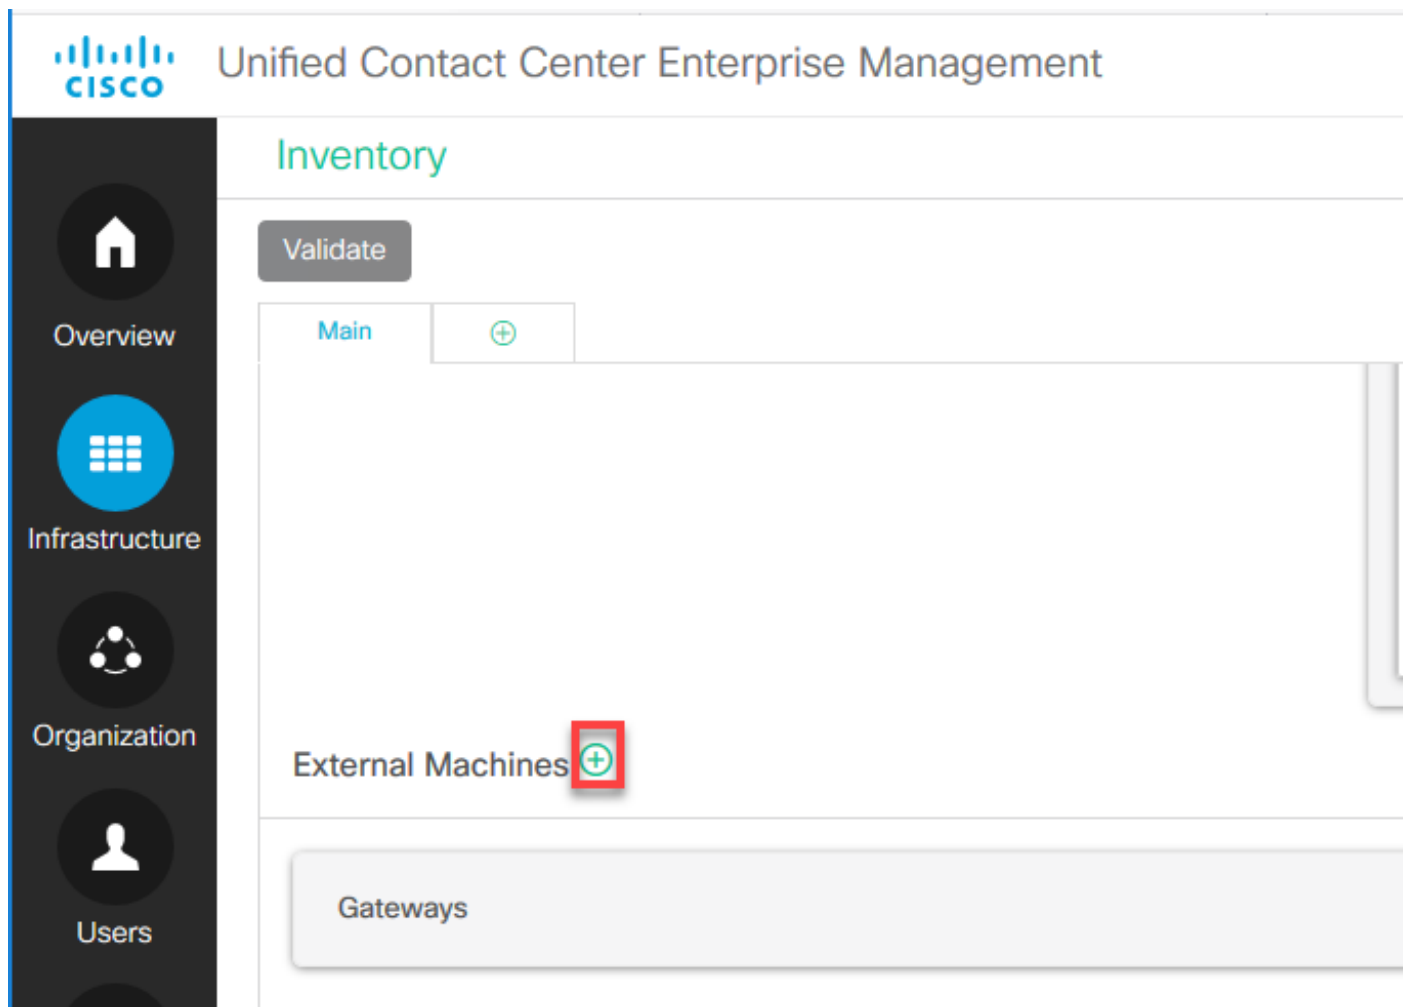 CISCO
Unified Contact Center Enterprise Management
Inventory
Validate
Main
Overview
Infrastructure
Organization
External Machines
Gateways
Users